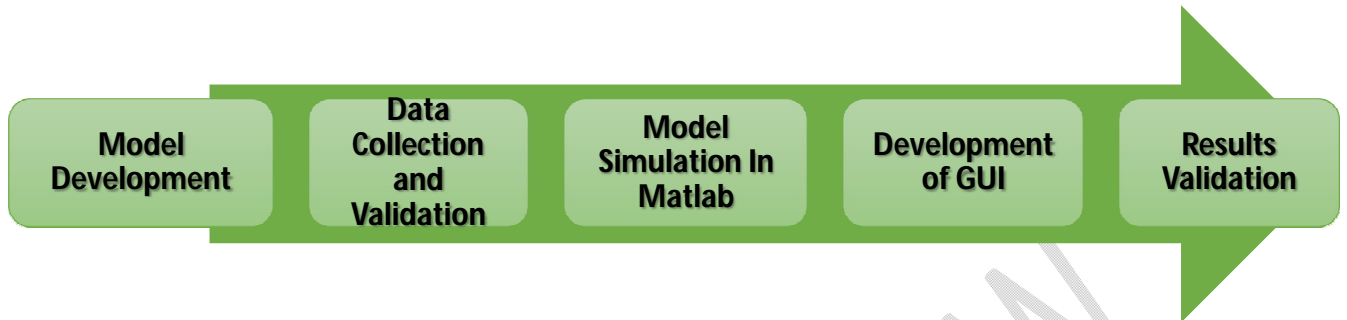 Model
Development
Data
Collection
and
Validation
Model
Simulation In
Matlab
Development
of GUI
Results
Validation